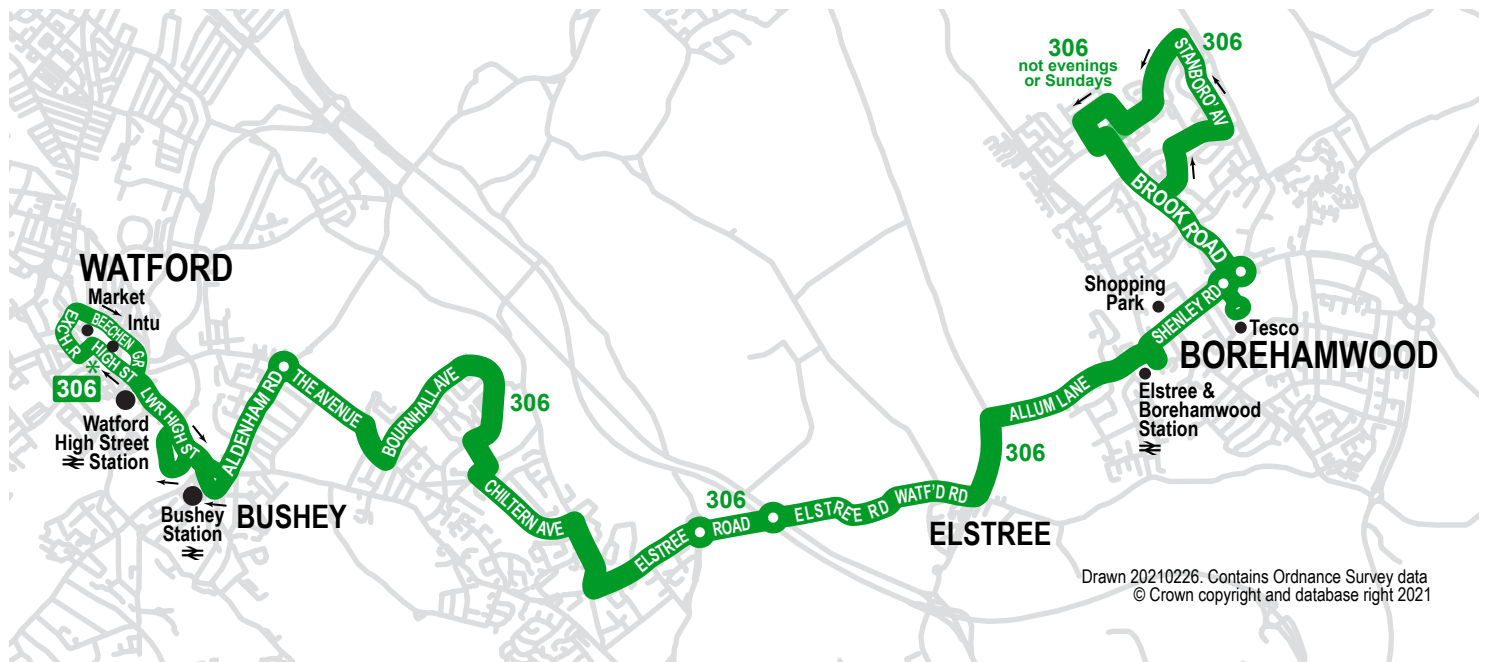 306
not evenings
or Sundays
306
STANBORO' AV
BROOK ROAD
WATFORD
Market
Intu
BEECHEN GR
EXCH.R
HIGH ST
306
LWR HIGH ST
Watford
High Street
Station
Bushey
Station
BUSHEY
ALDENHAM RD
THE AVENUE
BOURNHALL AVE
306
CHILTERN AVE
ELSTREE
ROAD
306
ELSTREE RD
WATF'D RD
306
ELSTREE
ALLUM LANE
Shopping
Park
SHENLEY RD
Tesco
BOREHAMWOOD
Elstree &
Borehamwood
Station
Drawn 20210226. Contains Ordnance Survey data
© Crown copyright and database right 2021